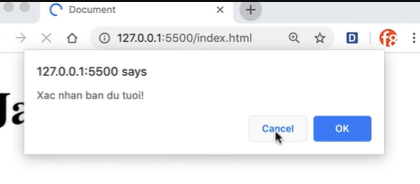 Document
127.0.0.1:5500/index.html
127.0.0.1:5500 says
Xac nhan ban du tuoi!
Cancel
OK
Ja